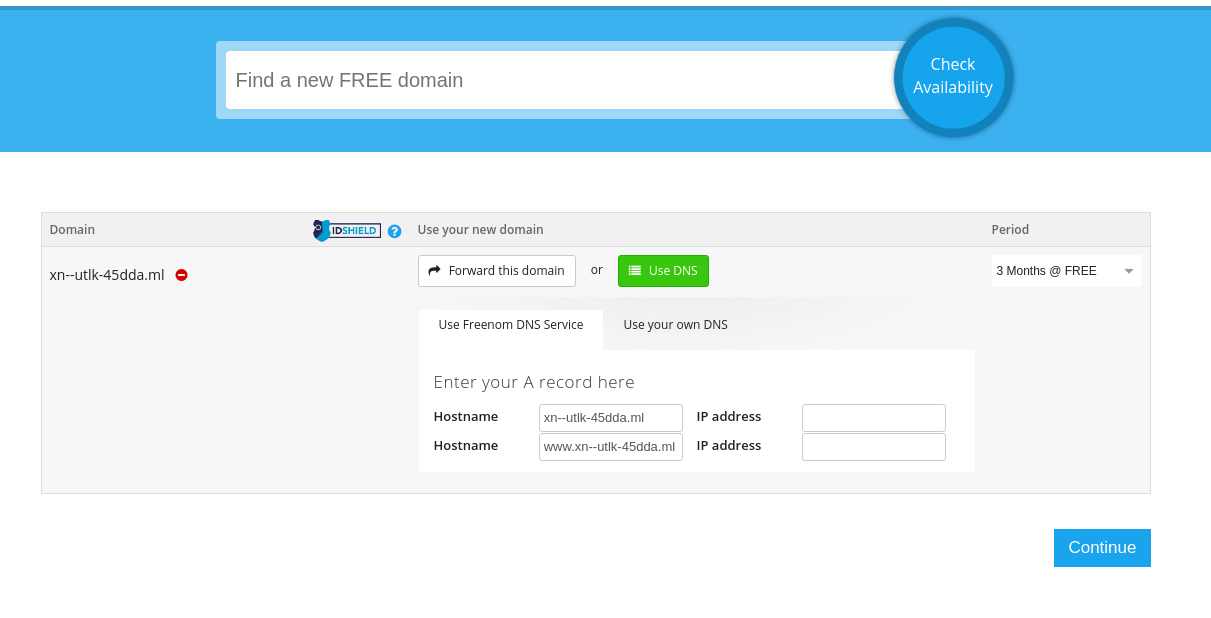 Find a new FREE domain
Check
Availability
Domain
IDSHIELD
?
Use your new domain
Period
xn--utlk-45dda.ml
Forward this domain
or
Use DNS
3 Months @ FREE
Use Freenom DNS Service
Use your own DNS
Enter your A record here
Hostname
xn--utlk-45dda.ml
IP address
Hostname
www.xn--utlk-45dda.ml
IP address
Continue